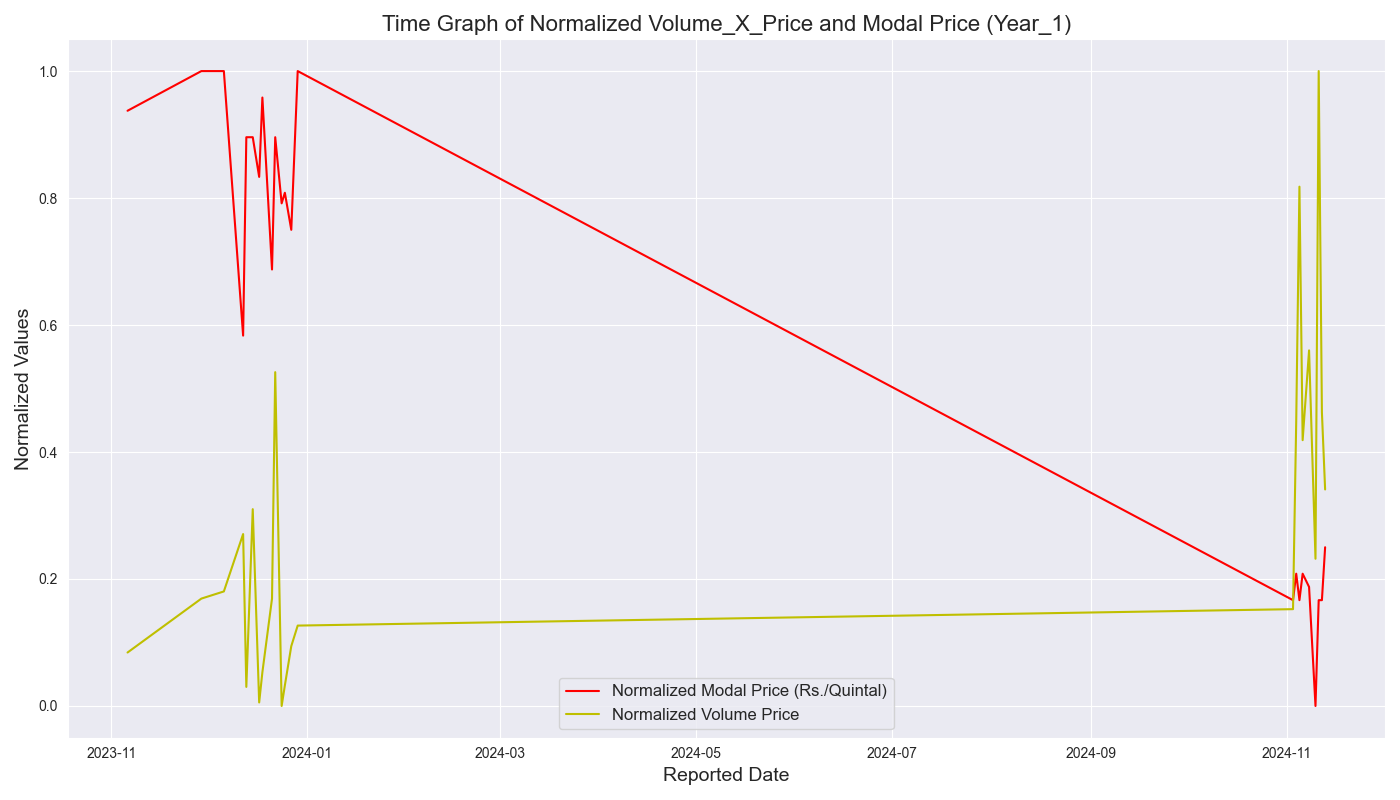 Time Graph of Normalized Volume_X_Price and Modal Price (Year_1)
1.0
0.8
0.6
0.4
0.2
0.0
Normalized Values
Normalized Modal Price (Rs./Quintal)
Normalized Volume Price
2023-11
2024-01
2024-03
2024-05
2024-07
2024-09
2024-11
Reported Date